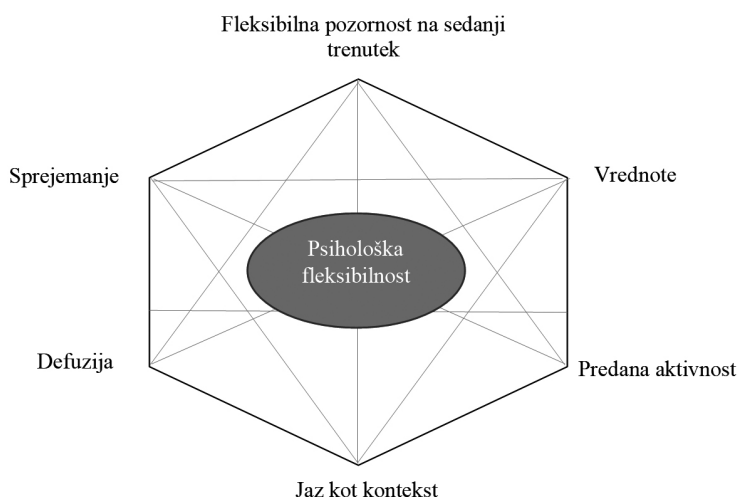 Fleksibilna pozornost na sedanji
trenutek
Sprejemanje
Vrednote
Psihološka
fleksibilnost
Defuzija
Predana aktivnost
Jaz kot kontekst